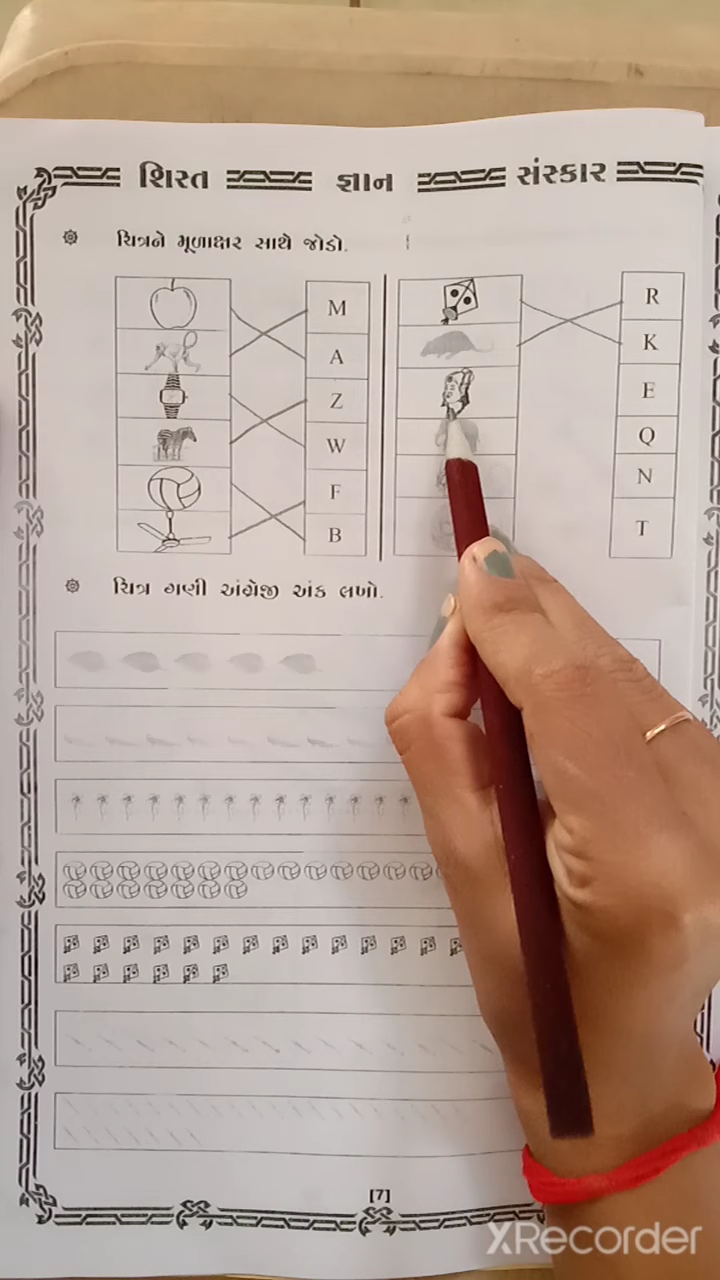 શિસ્ત જ્ઞાન સંસ્કાર
ચિત્રને મૂળાક્ષર સાથે જોડો.
M
A
Z
W
F
B
R
K
E
Q
N
T
ચિત્ર ગણી અંગ્રેજી અંક લખો.
[7]
XRecorder